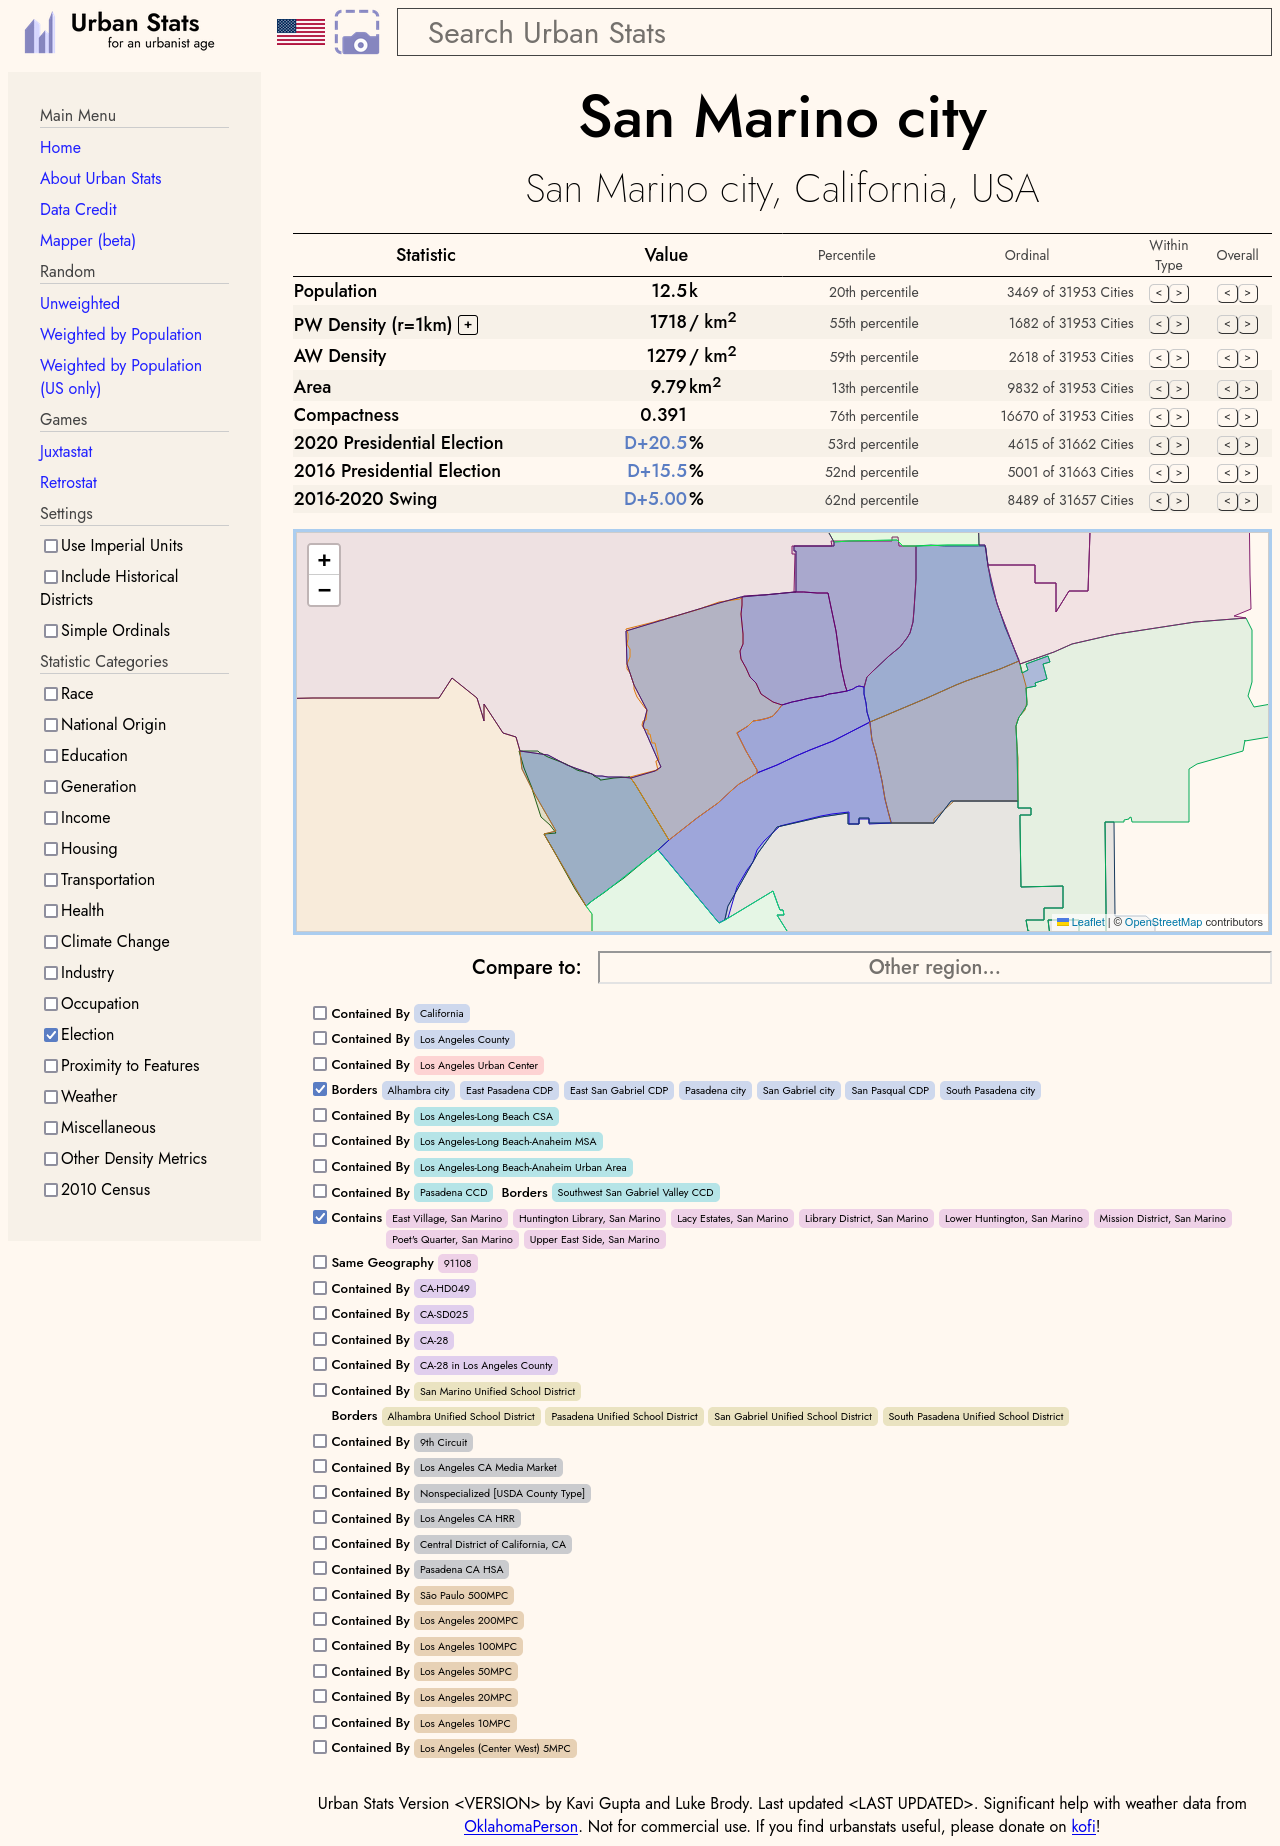 Urban Stats
for an urbanist age
Search Urban Stats
Main Menu
Home
About Urban Stats
Data Credit
Mapper (beta)
Random
Unweighted
Weighted by Population
Weighted by Population
(US only)
Games
Juxtastat
Retrostat
Settings
Use Imperial Units
Include Historical
Districts
Simple Ordinals
Statistic Categories
Race
National Origin
Education
Generation
Income
Housing
Transportation
Health
Climate Change
Industry
Occupation
Election
Proximity to Features
Weather
Miscellaneous
Other Density Metrics
2010 Census
San Marino city
San Marino city, California, USA
Statistic Value Percentile Ordinal Within Type Overall
Population 12.5k 20th percentile 3469 of 31953 Cities < > < >
PW Density (r=1km) + 1718 / km² 55th percentile 1682 of 31953 Cities < > < >
AW Density 1279 / km² 59th percentile 2618 of 31953 Cities < > < >
Area 9.79 km² 13th percentile 9832 of 31953 Cities < > < >
Compactness 0.391 76th percentile 16670 of 31953 Cities < > < >
2020 Presidential Election D+20.5% 53rd percentile 4615 of 31662 Cities < > < >
2016 Presidential Election D+15.5% 52nd percentile 5001 of 31663 Cities < > < >
2016-2020 Swing D+5.00% 62nd percentile 8489 of 31657 Cities < > < >
+
−
Leaflet | © OpenStreetMap contributors
Compare to: Other region...
Contained By California
Contained By Los Angeles County
Contained By Los Angeles Urban Center
Borders Alhambra city East Pasadena CDP East San Gabriel CDP Pasadena city San Gabriel city San Pasqual CDP South Pasadena city
Contained By Los Angeles-Long Beach CSA
Contained By Los Angeles-Long Beach-Anaheim MSA
Contained By Los Angeles-Long Beach-Anaheim Urban Area
Contained By Pasadena CCD Borders Southwest San Gabriel Valley CCD
Contains East Village, San Marino Huntington Library, San Marino Lacy Estates, San Marino Library District, San Marino Lower Huntington, San Marino Mission District, San Marino
Poet's Quarter, San Marino Upper East Side, San Marino
Same Geography 91108
Contained By CA-HD049
Contained By CA-SD025
Contained By CA-28
Contained By CA-28 in Los Angeles County
Contained By San Marino Unified School District
Borders Alhambra Unified School District Pasadena Unified School District San Gabriel Unified School District South Pasadena Unified School District
Contained By 9th Circuit
Contained By Los Angeles CA Media Market
Contained By Nonspecialized [USDA County Type]
Contained By Los Angeles CA HRR
Contained By Central District of California, CA
Contained By Pasadena CA HSA
Contained By São Paulo 500MPC
Contained By Los Angeles 200MPC
Contained By Los Angeles 100MPC
Contained By Los Angeles 50MPC
Contained By Los Angeles 20MPC
Contained By Los Angeles 10MPC
Contained By Los Angeles (Center West) 5MPC
Urban Stats Version <VERSION> by Kavi Gupta and Luke Brody. Last updated <LAST UPDATED>. Significant help with weather data from
OklahomaPerson. Not for commercial use. If you find urbanstats useful, please donate on kofi!